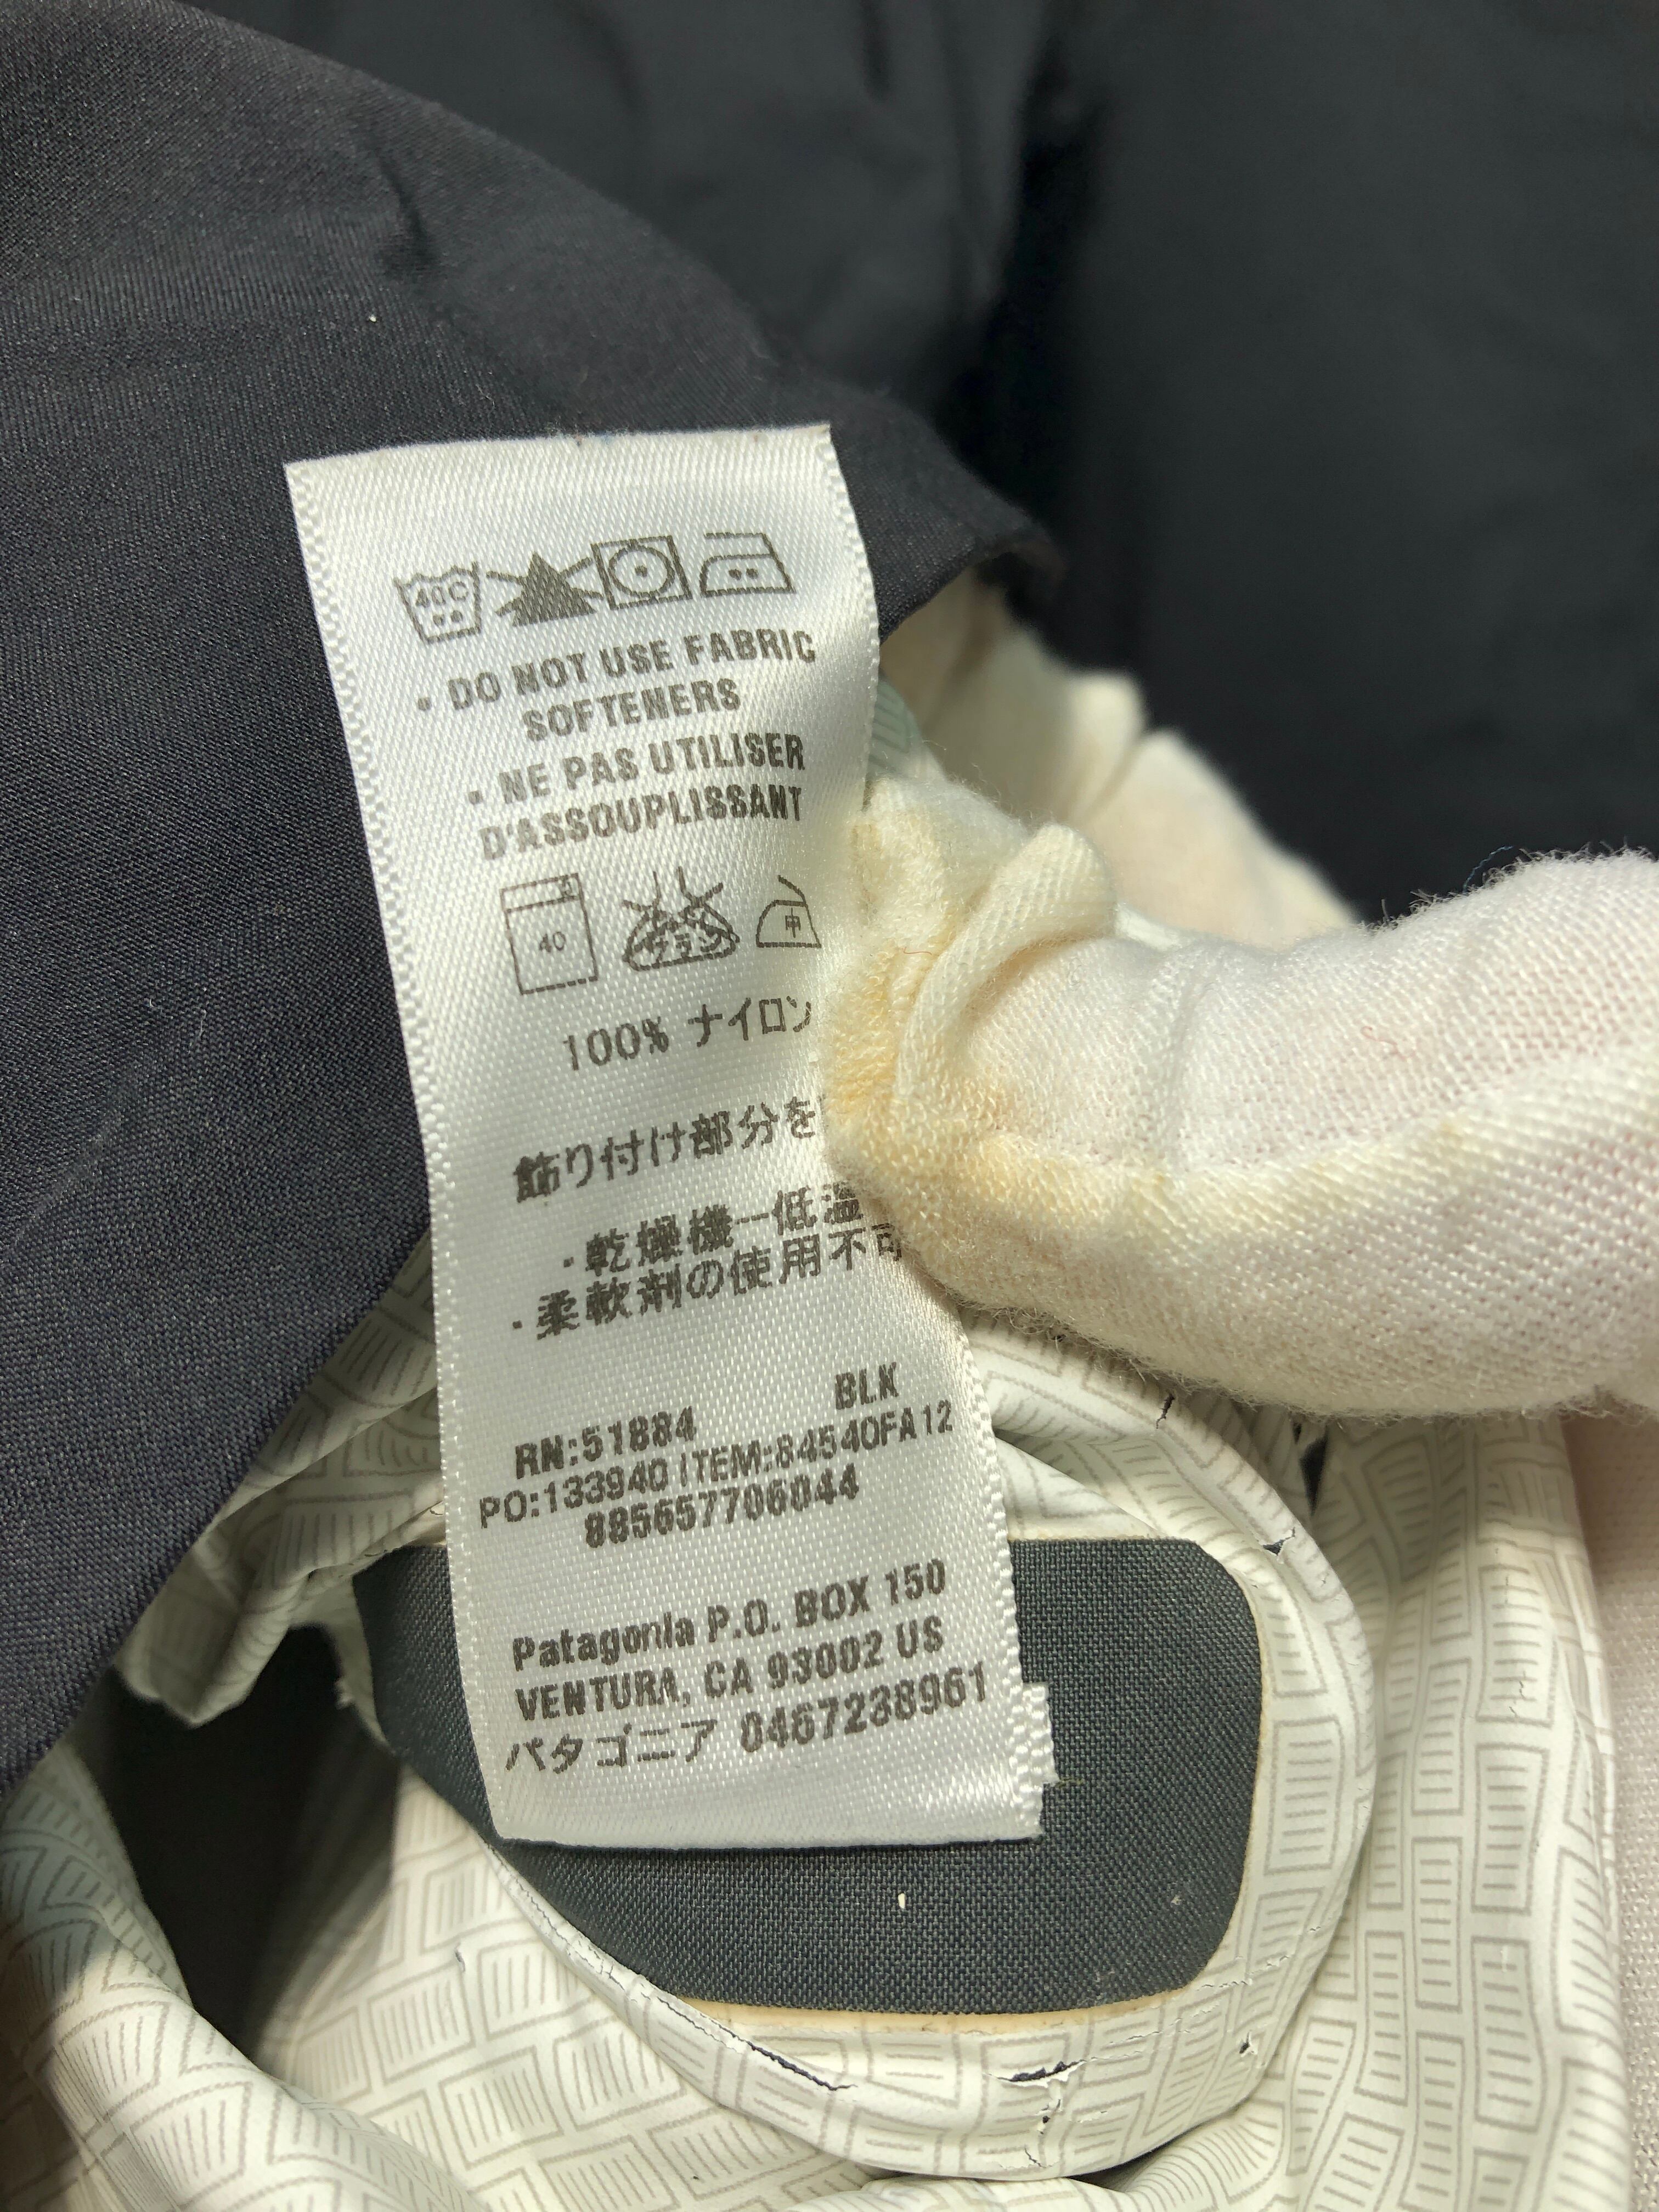 40C
• DO NOT USE FABRIC
SOFTENERS
• NE PAS UTILISER
D'ASSOUPLISSANT
40
中
100% ナイロン
飾り付け部分を
・乾燥機—低温
・柔軟剤の使用不可
BLK
RN:51884
PO:133940 ITEM:84540FA12
885657706044
Patagonia P.O. BOX 150
VENTURA, CA 93002 US
パタゴニア 0467238961